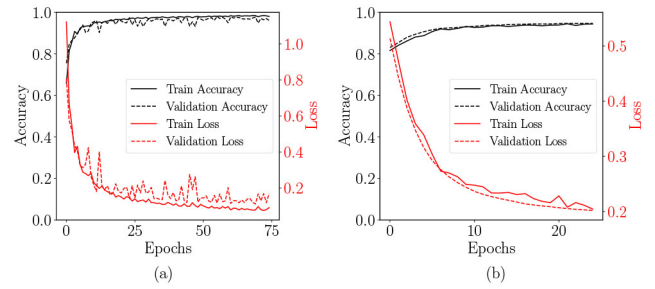 1.0
0.8
0.6
0.4
0.2
0.0
Accuracy
0
25
50
75
Epochs
1.0
0.8
0.6
0.4
0.2
Loss
Train Accuracy
Validation Accuracy
Train Loss
Validation Loss
(a)
1.0
0.8
0.6
0.4
0.2
0.0
Accuracy
0
10
20
Epochs
0.5
0.4
0.3
0.2
Loss
Train Accuracy
Validation Accuracy
Train Loss
Validation Loss
(b)